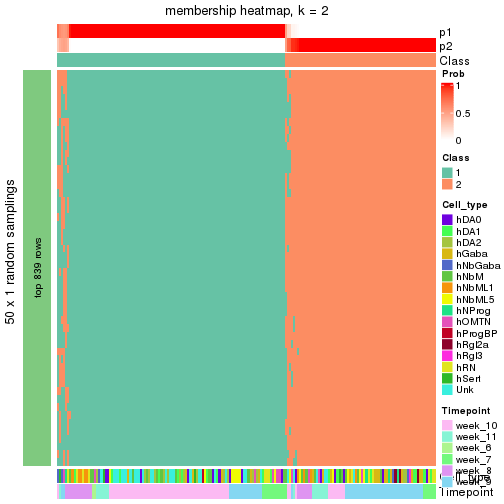 membership heatmap, k = 2
p1
p2
Class
50 x 1 random samplings
top 839 rows
Prob
1
0.5
0
Class
1
2
Cell_type
hDA0
hDA1
hDA2
hGaba
hNbGaba
hNbM
hNbML1
hNbML5
hNProg
hOMTN
hProgBP
hRgl2a
hRgl3
hRN
hSert
Unk
Timepoint
week_10
week_11
week_6
week_7
week_8
week_9
Cell_type
Timepoint